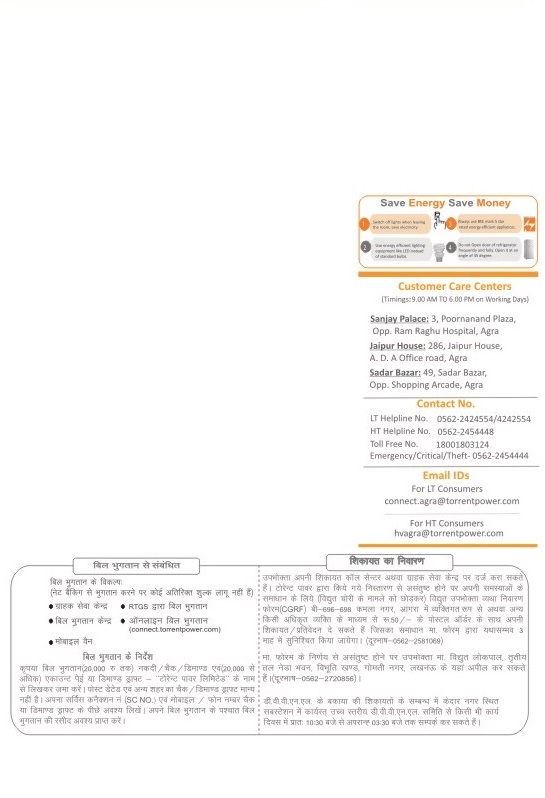 Save Energy Save Money
1 Switch off lights when leaving
the room, save electricity.
3 Always use BEE mark 5 star
rated energy efficient appliances.
2 Use energy efficient lighting
equipment like LED instead
of standard bulbs.
4 Do not Open door of refrigerator
frequently and fully. Open it at an
angle of 45 degree.
Customer Care Centers
(Timings:9.00 AM TO 6.00 PM on Working Days)
Sanjay Palace: 3, Poornanand Plaza,
Opp. Ram Raghu Hospital, Agra
Jaipur House: 286, Jaipur House,
A. D. A Office road, Agra
Sadar Bazar: 49, Sadar Bazar,
Opp. Shopping Arcade, Agra
Contact No.
LT Helpline No. 0562-2424554/4242554
HT Helpline No. 0562-2454448
Toll Free No. 18001803124
Emergency/Critical/Theft- 0562-2454444
Email IDs
For LT Consumers
connect.agra@torrentpower.com
For HT Consumers
hvagra@torrentpower.com
बिल भुगतान से संबंधित
बिल भुगतान के विकल्पः
(नेट बैंकिंग से भुगतान करने पर कोई अतिरिक्त शुल्क लागू नहीं हैं)
ग्राहक सेवा केन्द्र
RTGS द्वारा बिल भुगतान
बिल भुगतान केन्द्र
ऑनलाइन बिल भुगतान
(connect.torrentpower.com)
मोबाइल वैन
बिल भुगतान के निर्देश
कृपया बिल भुगतान(20,000 रु तक) नकदी/चैक/डिमाण्ड एवं(20,000 से
अधिक) एकाउन्ट पेई या डिमाण्ड ड्राफ्ट – "टोरेन्ट पावर लिमिटेड" के नाम
से लिखकर जमा करें। पोस्ट डेटेड एवं अन्य शहर का चैक/डिमाण्ड ड्राफ्ट मान्य
नहीं है। अपना सर्विस कनैक्शन नं (SC NO.) एवं मोबाइल / फोन नम्बर चैक
या डिमाण्ड ड्राफ्ट के पीछे अवश्य लिखें। अपने बिल भुगतान के पश्चात बिल
भुगतान की रसीद अवश्य प्राप्त करें।
शिकायत का निवारण
उपभोक्ता अपनी शिकायत कॉल सेन्टर अथवा ग्राहक सेवा केन्द्र पर दर्ज करा सकते
हैं। टोरेन्ट पावर द्वारा किये गये निस्तारण से असंतुष्ट होने पर अपनी समस्याओं के
समाधान के लिए (विद्युत चोरी के मामले को छोड़कर) विद्युत उपभोक्ता व्यथा निवारण
फोरम(CGRF) बी–696–698 कमला नगर, आगरा में व्यक्तिगत रूप से अथवा अन्य
किसी अधिकृत व्यक्ति के माध्यम से रू.50/– के पोस्टल ऑर्डर के साथ अपनी
शिकायत/प्रतिवेदन दे सकते हैं जिसका समाधान मा. फोरम द्वारा यथासम्भव 3
माह में सुनिश्चित किया जायेगा। (दूरभाष–0562–2581069)
मा. फोरम के निर्णय से असंतुष्ट होने पर उपभोक्ता मा. विद्युत लोकपाल, तृतीय
तल नेडा भवन, विभूति खण्ड, गोमती नगर, लखनऊ के यहां अपील कर सकते
हैं।(दूरभाष–0562–2720856)।
डी.वी.वी.एन.एल. के बकाया की शिकायतों के सम्बन्ध में केदार नगर स्थित
सबस्टेशन में कार्यरत् उच्च स्तरीय डी.वी.वी.एन.एल. समिति से किसी भी कार्य
दिवस में प्रातः 10:30 बजे से अपरान्ह 03:30 बजे तक सम्पर्क कर सकते हैं।